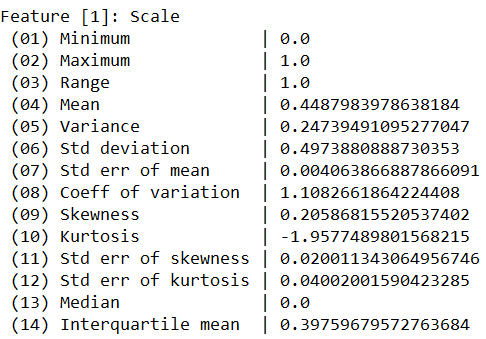 Feature [1]: Scale
(01) Minimum | 0.0
(02) Maximum | 1.0
(03) Range | 1.0
(04) Mean | 0.4487983978638184
(05) Variance | 0.24739491095277047
(06) Std deviation | 0.4973880888730353
(07) Std err of mean | 0.004063866887866091
(08) Coeff of variation | 1.1082661864224408
(09) Skewness | 0.20586815520537402
(10) Kurtosis | -1.9577489801568215
(11) Std err of skewness | 0.020011343064956746
(12) Std err of kurtosis | 0.04002001590423285
(13) Median | 0.0
(14) Interquartile mean | 0.39759679572763684